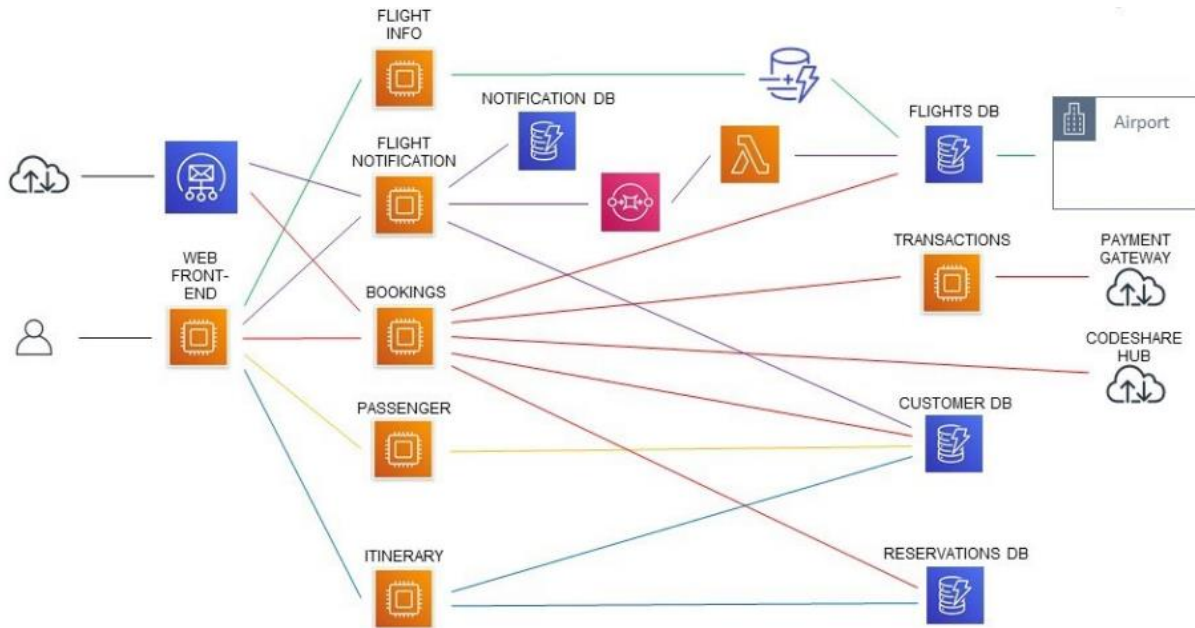 FLIGHT
INFO
NOTIFICATION DB
FLIGHTS DB
Airport
FLIGHT
NOTIFICATION
TRANSACTIONS
PAYMENT
GATEWAY
WEB
FRONT-
END
BOOKINGS
CODESHARE
HUB
PASSENGER
CUSTOMER DB
ITINERARY
RESERVATIONS DB